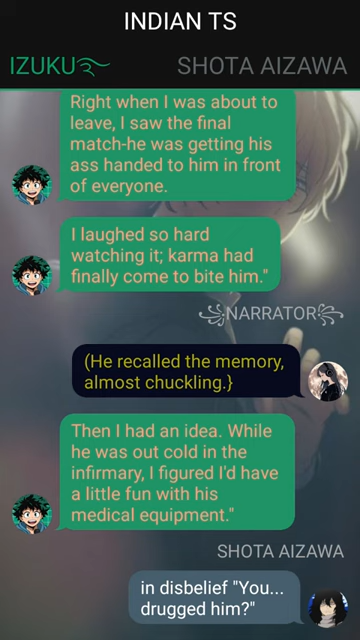 INDIAN TS
IZUKU SHOTA AIZAWA
Right when I was about to
leave, I saw the final
match-he was getting his
ass handed to him in front
of everyone.
I laughed so hard
watching it; karma had
finally come to bite him."
꧁NARRATOR꧂
(He recalled the memory,
almost chuckling.}
Then I had an idea. While
he was out cold in the
infirmary, I figured I'd have
a little fun with his
medical equipment."
SHOTA AIZAWA
in disbelief "You...
drugged him?"